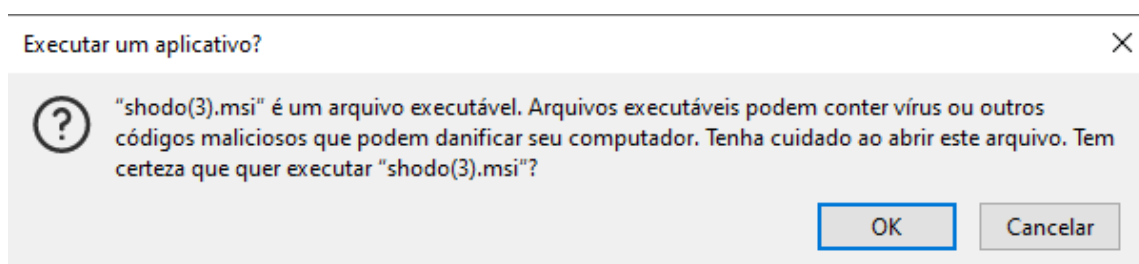 Executar um aplicativo?
“shodo(3).msi” é um arquivo executável. Arquivos executáveis podem conter vírus ou outros
códigos maliciosos que podem danificar seu computador. Tenha cuidado ao abrir este arquivo. Tem
certeza que quer executar “shodo(3).msi”?
OK Cancelar